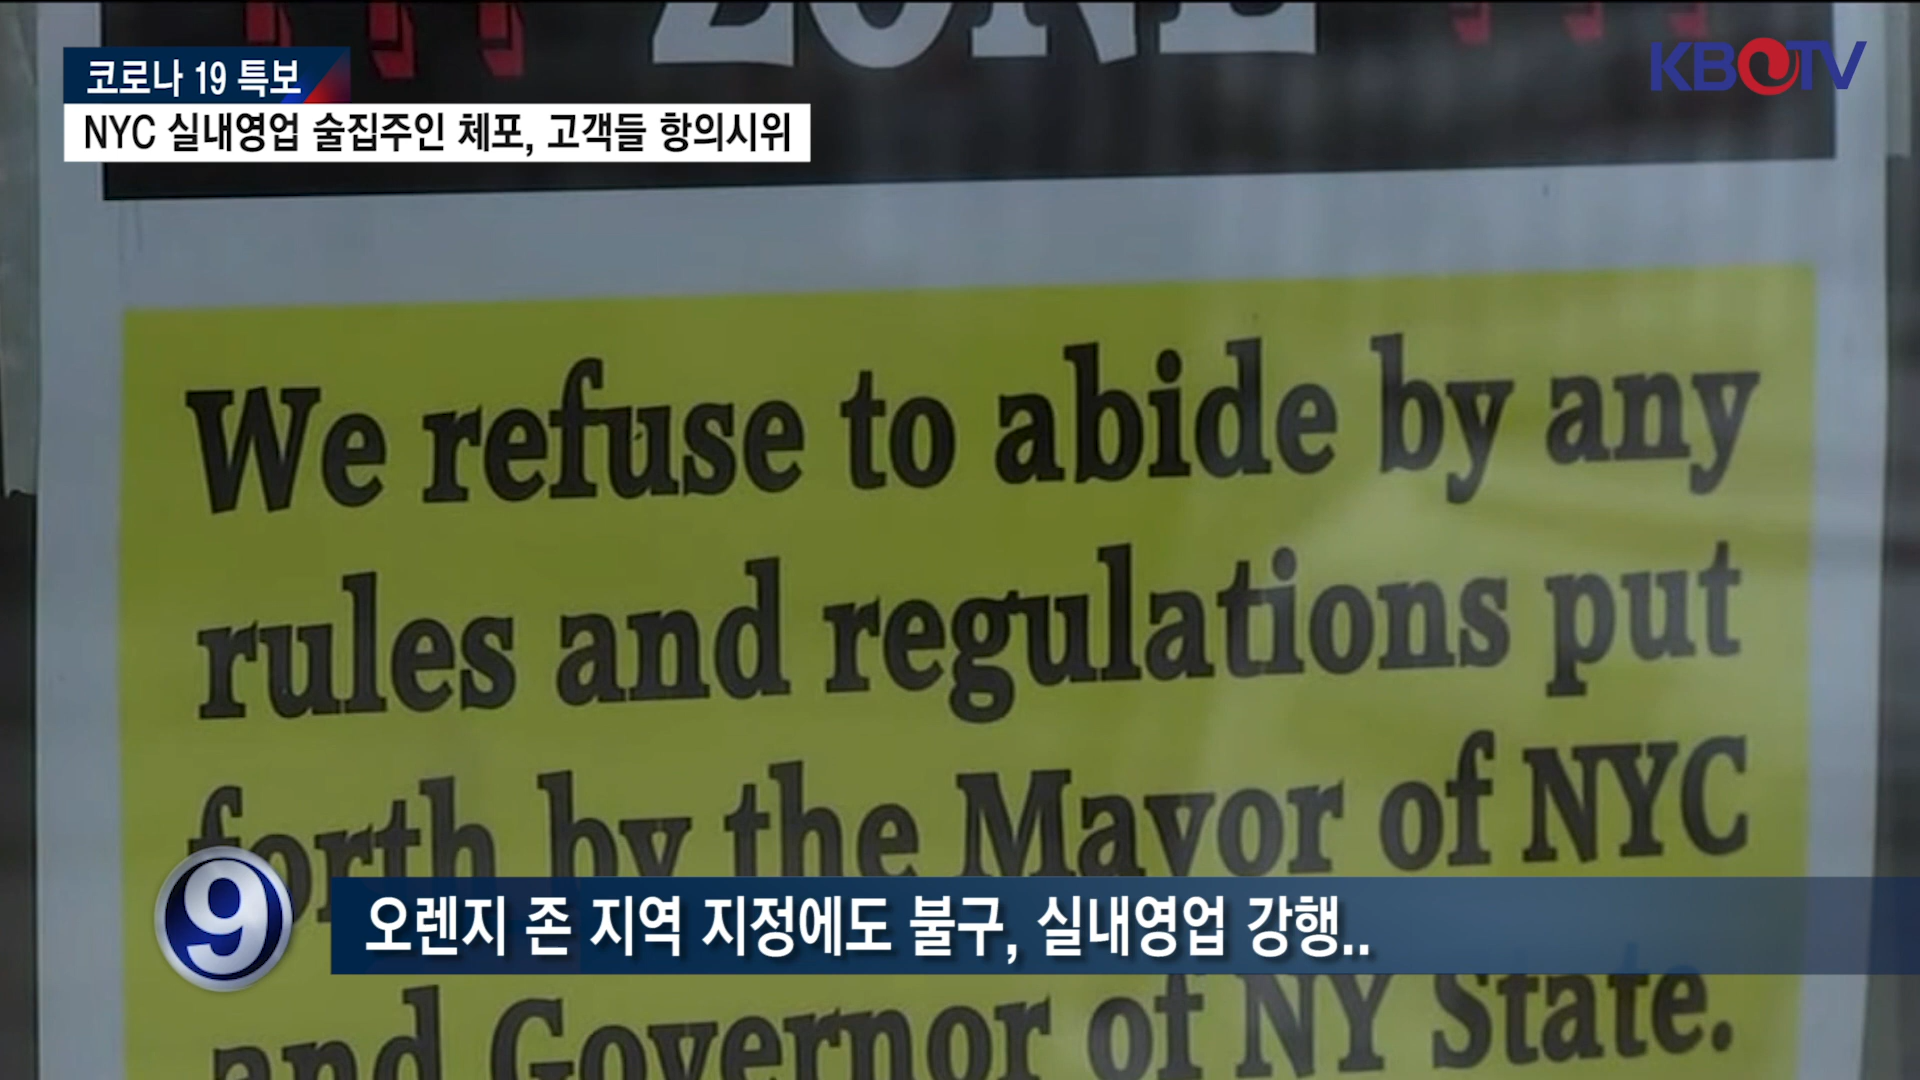 ZONE
코로나 19 특보
KBTV
NYC 실내영업 술집주인 체포, 고객들 항의시위
We refuse to abide by any
rules and regulations put
forth by the Mayor of NYC
9
오렌지 존 지역 지정에도 불구, 실내영업 강행..
and Governor of NY State.